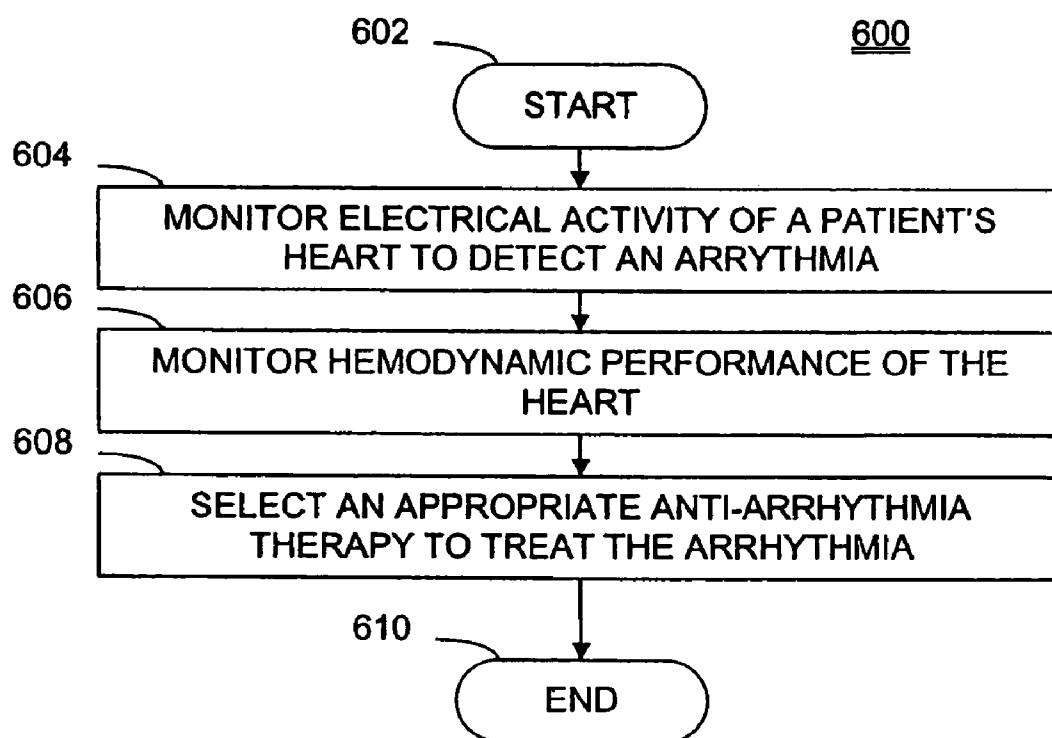 602
600
START
604
MONITOR ELECTRICAL ACTIVITY OF A PATIENT'S
HEART TO DETECT AN ARRYTHMIA
606
MONITOR HEMODYNAMIC PERFORMANCE OF THE
HEART
608
SELECT AN APPROPRIATE ANTI-ARRHYTHMIA
THERAPY TO TREAT THE ARRHYTHMIA
610
END